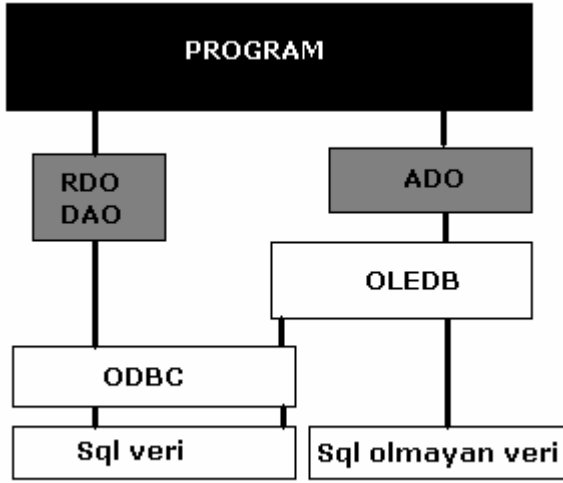 PROGRAM
RDO
DAO
ADO
OLEDB
ODBC
Sql veri
Sql olmayan veri